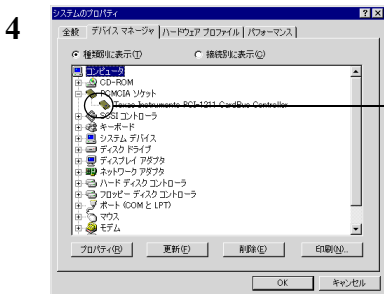 4
システムのプロパティ
全般 デバイス マネージャ ハードウェア プロファイル パフォーマンス
種類別に表示(T) 接続別に表示(C)
コンピュータ
CD-ROM
PCMCIA ソケット
Texas Instruments PCI-1211 CardBus Controller
SCSI コントローラ
キーボード
システム デバイス
ディスク ドライブ
ディスプレイ アダプタ
ネットワーク アダプタ
ハード ディスク コントローラ
フロッピー ディスク コントローラ
ポート (COM と LPT)
マウス
モデム
プロパティ(R) 更新(F) 削除(E) 印刷(N)...
OK キャンセル